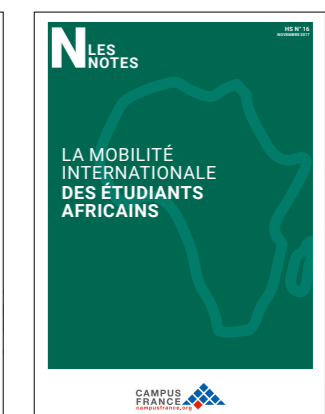 N LES
NOTES
HS N° 16
NOVEMBRE 2017
LA MOBILITÉ
INTERNATIONALE
DES ÉTUDIANTS
AFRICAINS
CAMPUS
FRANCE
campusfrance.org